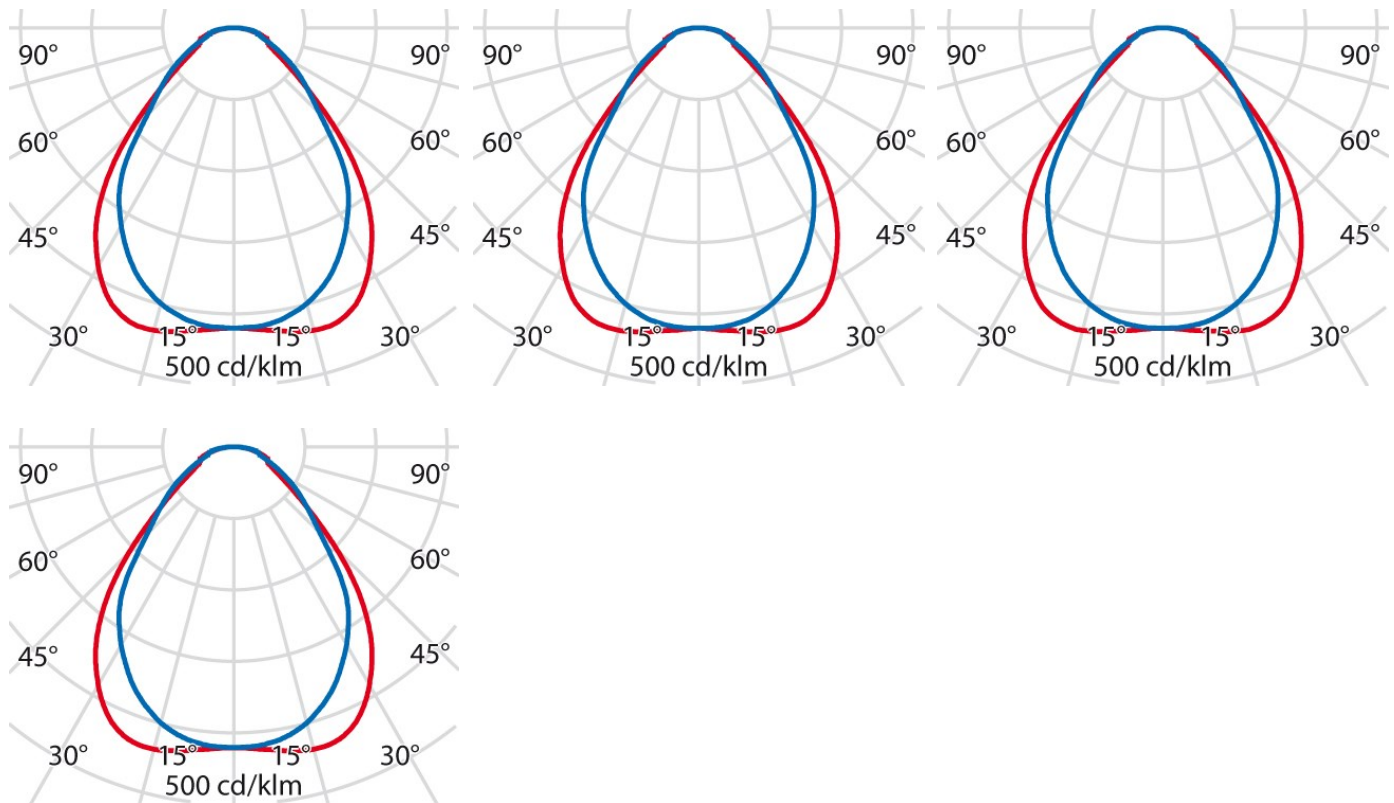 90° 90° 90° 90° 90° 90°
60° 60° 60° 60° 60° 60°
45° 45° 45° 45° 45° 45°
30° 15° 15° 30° 30° 15° 15° 30° 30° 15° 15° 30°
500 cd/klm 500 cd/klm 500 cd/klm
90° 90°
60° 60°
45° 45°
30° 15° 15° 30°
500 cd/klm